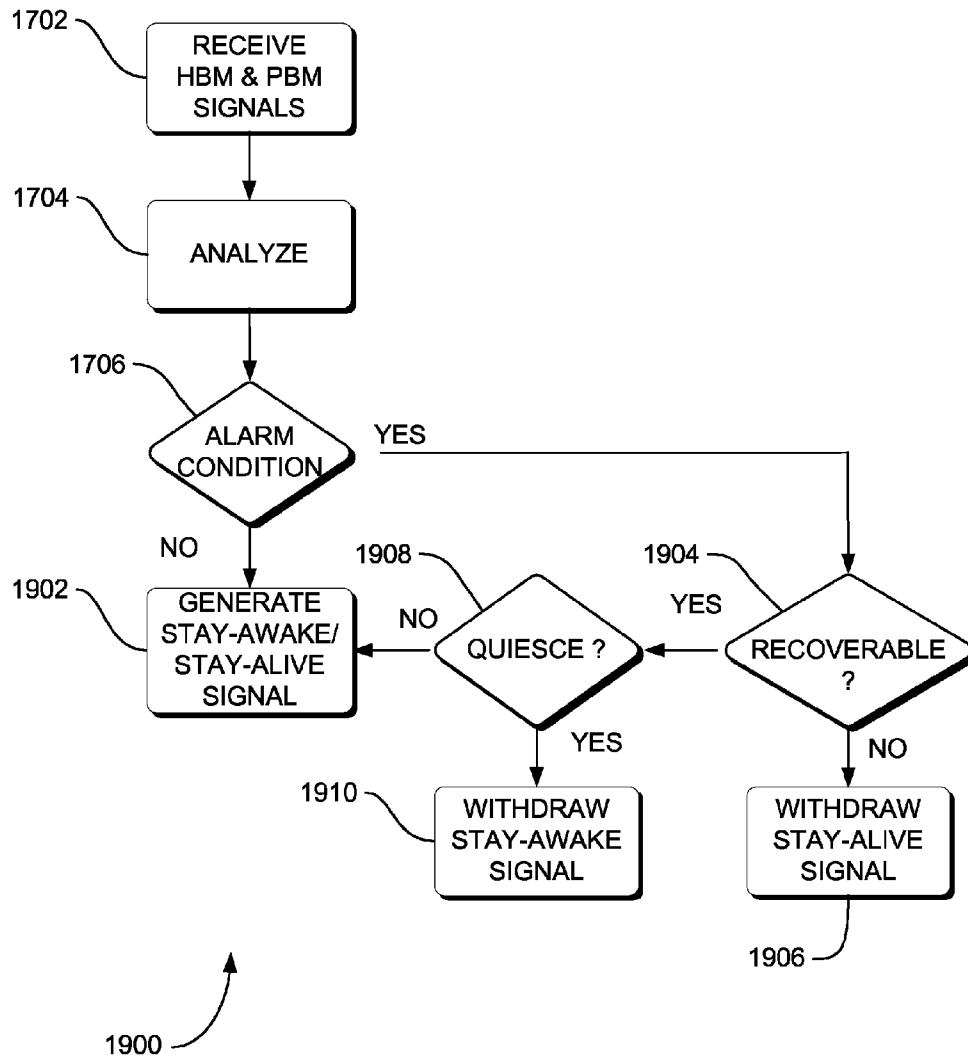 1702
RECEIVE
HBM & PBM
SIGNALS
1704
ANALYZE
1706
ALARM
CONDITION
YES
NO
1902
GENERATE
STAY-AWAKE/
STAY-ALIVE
SIGNAL
1908
QUIESCE ?
NO
YES
1904
RECOVERABLE
?
YES
NO
1910
WITHDRAW
STAY-AWAKE
SIGNAL
WITHDRAW
STAY-ALIVE
SIGNAL
1906
1900